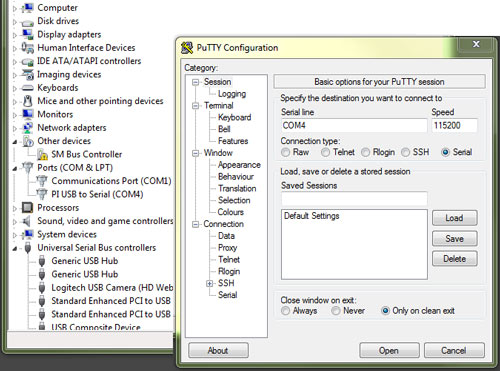 Computer
Disk drives
Display adapters
Human Interface Devices
IDE ATA/ATAPI controllers
Imaging devices
Keyboards
Mice and other pointing devices
Monitors
Network adapters
Other devices
SM Bus Controller
Ports (COM & LPT)
Communications Port (COM1)
PI USB to Serial (COM4)
Processors
Sound, video and game controllers
System devices
Universal Serial Bus controllers
Generic USB Hub
Generic USB Hub
Logitech USB Camera (HD Web
Standard Enhanced PCI to USB
Standard Enhanced PCI to USB
USB Composite Device
PuTTY Configuration
X
Category:
Session
Logging
Terminal
Keyboard
Bell
Features
Window
Appearance
Behaviour
Translation
Selection
Colours
Connection
Data
Proxy
Telnet
Rlogin
SSH
Serial
Basic options for your PuTTY session
Specify the destination you want to connect to
Serial line Speed
COM4 115200
Connection type:
Raw Telnet Rlogin SSH Serial
Load, save or delete a stored session
Saved Sessions
Default Settings
Load
Save
Delete
Close window on exit:
Always Never Only on clean exit
About Open Cancel